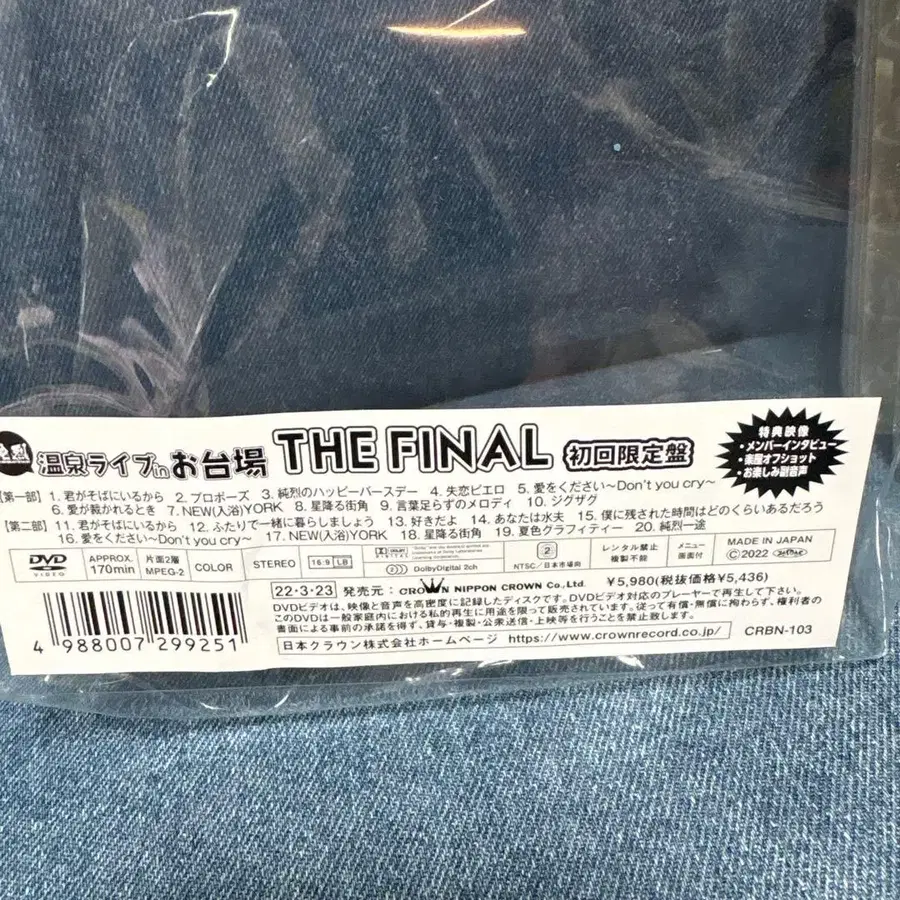 温泉ライブinお台場 THE FINAL 初回限定盤
特典映像
・メンバーインタビュー
・楽屋オフショット
・お楽しみ副音声
【第一部】1. 君がそばにいるから 2. プロポーズ 3. 純烈のハッピーバースデー 4. 失恋ピエロ 5. 愛をください〜Don't you cry〜
6. 愛が裁かれるとき 7. NEW(入浴)YORK 8. 星降る街角 9. 言葉足らずのメロディ 10. ジグザグ
【第二部】11. 君がそばにいるから 12. ふたりで一緒に暮らしましょう 13. 好きだよ 14. あなたは水夫 15. 僕に残された時間はどのくらいあるだろう
16. 愛をください〜Don't you cry〜 17. NEW(入浴)YORK 18. 星降る街角 19. 夏色グラフィティー 20. 純烈一途
DVD VIDEO
APPROX. 170min
片面2層 MPEG-2
COLOR
STEREO
16:9 LB
DOLBY DIGITAL
DolbyDigital 2ch
2
NTSC/日本市場向
レンタル禁止 複製不能
メニュー 画面付
MADE IN JAPAN
Ⓒ2022
22・3・23 発売元: CROWN NIPPON CROWN Co.,Ltd. ¥5,980(税抜価格¥5,436)
DVDビデオは、映像と音声を高密度に記録したディスクです。DVDビデオ対応のプレーヤーで再生して下さい。
このDVDは一般家庭内における私的再生に用途を限って販売されています。従って有償・無償に拘わらず、権利者の
書面による事前の承諾を得ず、貸与・複製・公衆送信・上映等を行うことを禁止致します。
日本クラウン株式会社ホームページ https://www.crownrecord.co.jp/ CRBN-103
4 988007 299251